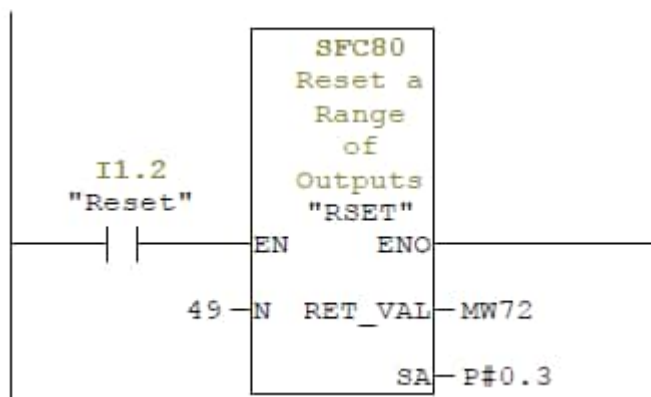 SFC80
Reset a
Range
of
Outputs
"RSET"
I1.2
"Reset"
EN ENO
49 N RET_VAL MW72
SA P#0.3